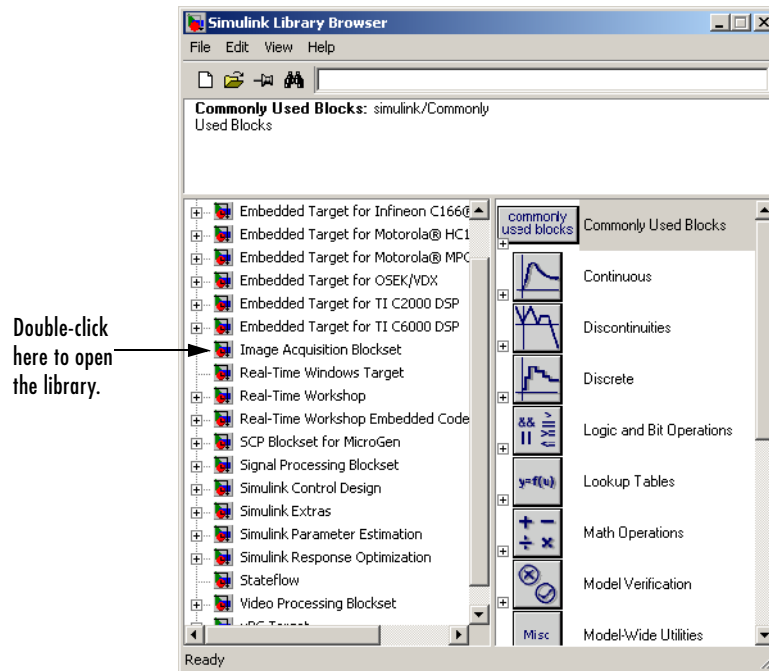 Simulink Library Browser
File Edit View Help
Commonly Used Blocks: simulink/Commonly
Used Blocks
Embedded Target for Infineon C166®
Embedded Target for Motorola® HC1
Embedded Target for Motorola® MPC
Embedded Target for OSEK/VDX
Embedded Target for TI C2000 DSP
Embedded Target for TI C6000 DSP
Image Acquisition Blockset
Real-Time Windows Target
Real-Time Workshop
Real-Time Workshop Embedded Code
SCP Blockset for MicroGen
Signal Processing Blockset
Simulink Control Design
Simulink Extras
Simulink Parameter Estimation
Simulink Response Optimization
Stateflow
Video Processing Blockset
commonly
used blocks
Commonly Used Blocks
Continuous
Discontinuities
Discrete
&& >
|| >=
<=
Logic and Bit Operations
y=f(u)
Lookup Tables
+ −
÷ ×
Math Operations
Model Verification
Misc
Model-Wide Utilities
Ready
Double-click
here to open
the library.